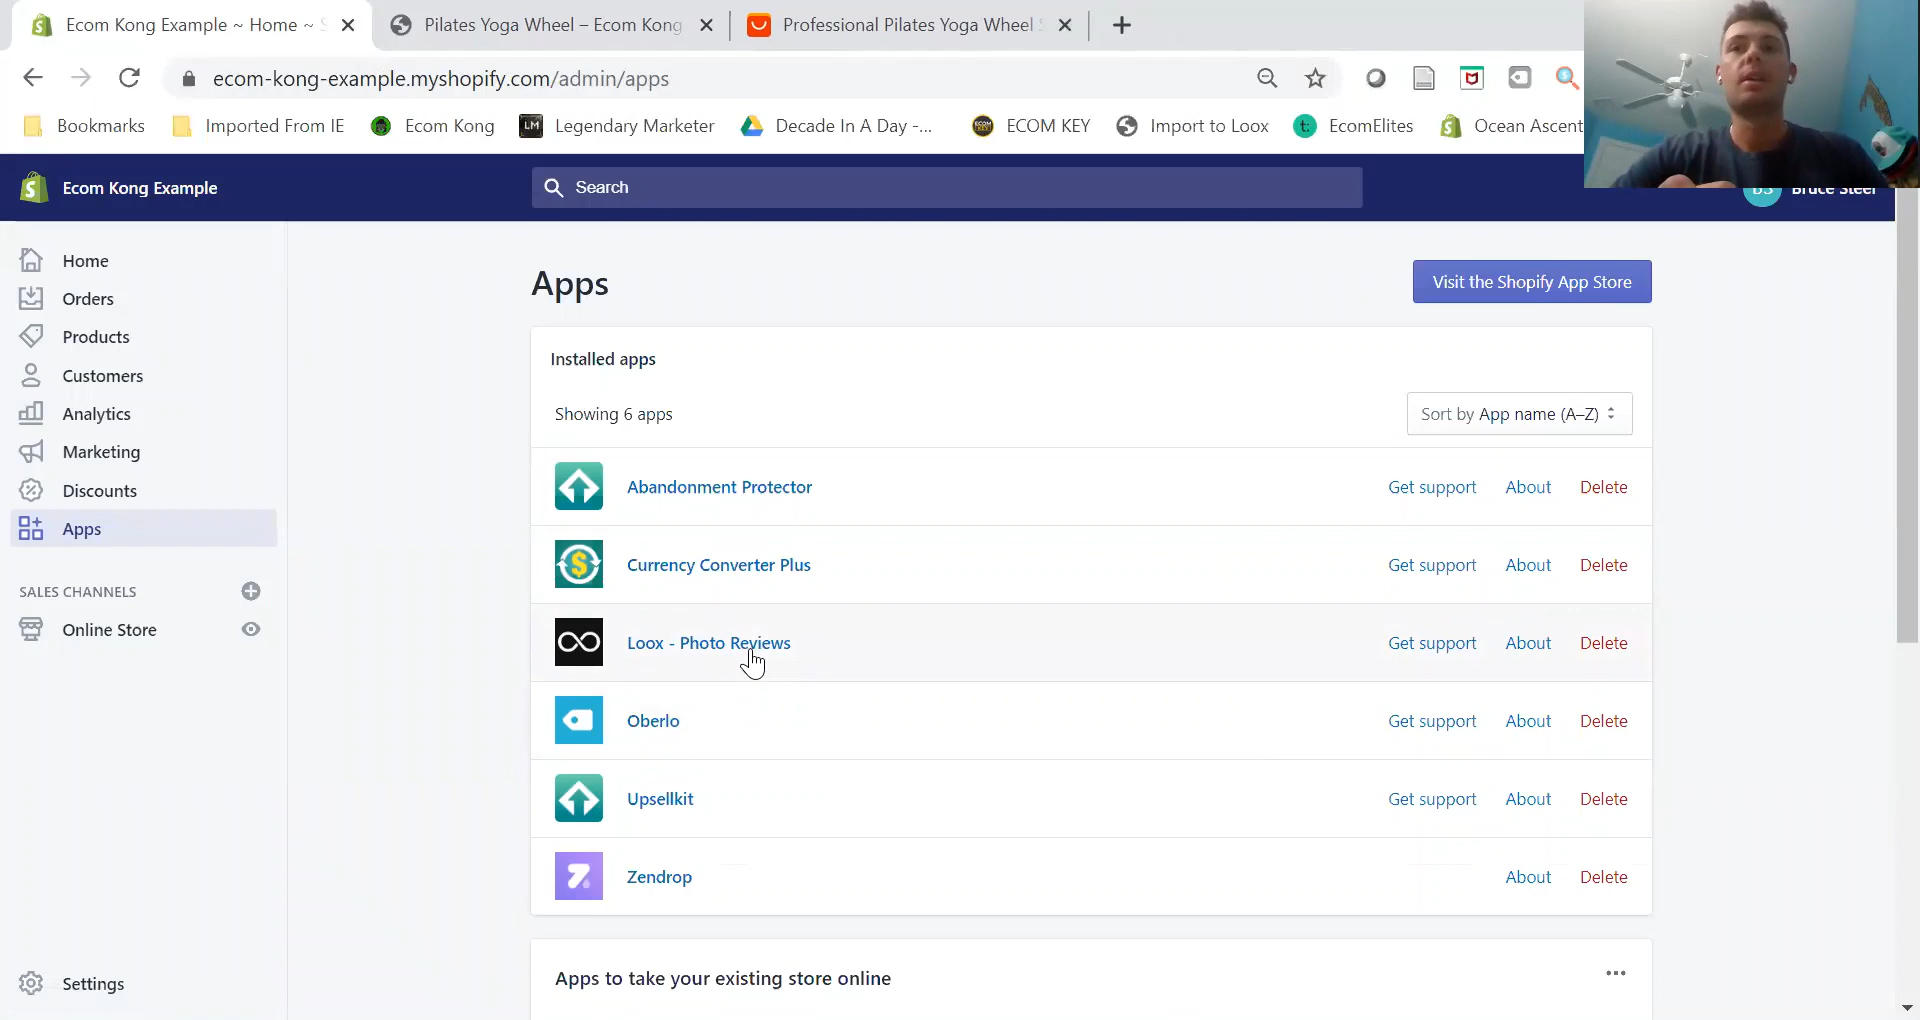 Ecom Kong Example ~ Home ~
Pilates Yoga Wheel – Ecom Kong
Professional Pilates Yoga Wheel
ecom-kong-example.myshopify.com/admin/apps
Bookmarks
Imported From IE
Ecom Kong
LM
Legendary Marketer
Decade In A Day -...
ECOM KEY
Import to Loox
t:
EcomElites
Ocean Ascent
Ecom Kong Example
Search
BS
Bruce Steel
Home
Orders
Products
Customers
Analytics
Marketing
Discounts
Apps
SALES CHANNELS
Online Store
Settings
Apps
Visit the Shopify App Store
Installed apps
Showing 6 apps
Sort by App name (A–Z)
Abandonment Protector
Get support About Delete
Currency Converter Plus
Get support About Delete
Loox - Photo Reviews
Get support About Delete
Oberlo
Get support About Delete
Upsellkit
Get support About Delete
Zendrop
About Delete
Apps to take your existing store online